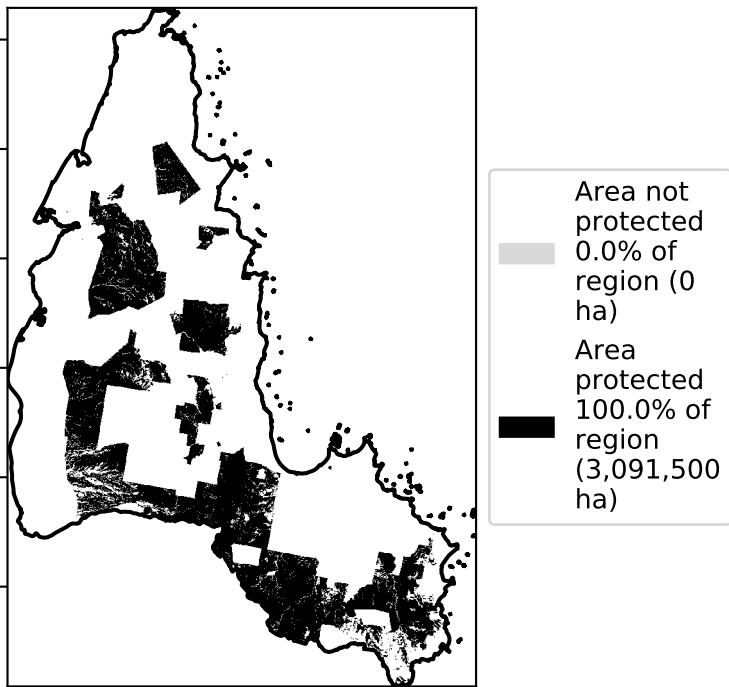 Area not
protected
0.0% of
region (0
ha)
Area
protected
100.0% of
region
(3,091,500
ha)